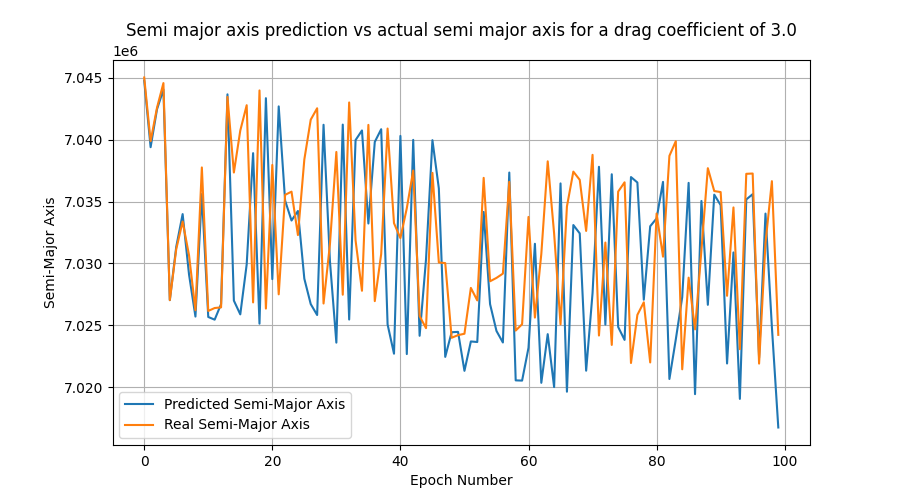 Semi major axis prediction vs actual semi major axis for a drag coefficient of 3.0
1e6
7.045
7.040
7.035
7.030
7.025
7.020
Semi-Major Axis
Predicted Semi-Major Axis
Real Semi-Major Axis
0 20 40 60 80 100
Epoch Number